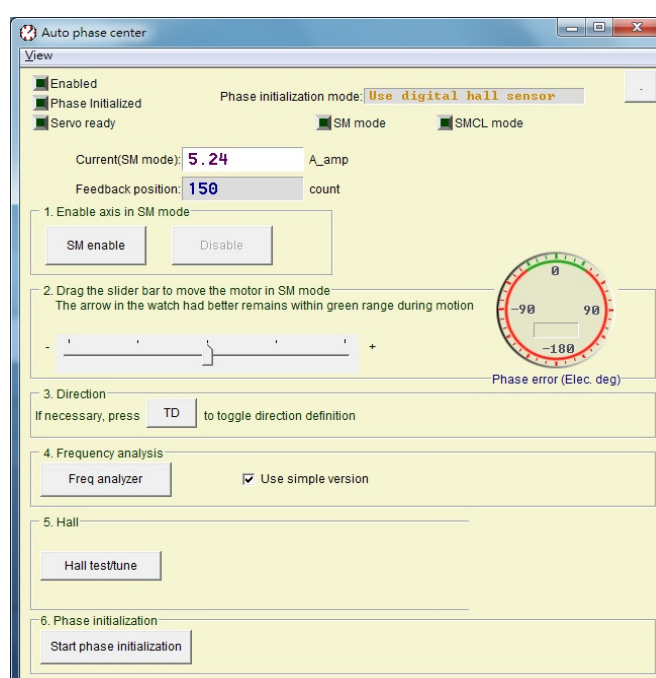 Auto phase center
View
Enabled
Phase Initialized
Servo ready
Phase initialization mode: Use digital hall sensor
SM mode
SMCL mode
.
Current(SM mode): 5.24 A_amp
Feedback position: 150 count
1. Enable axis in SM mode
SM enable
Disable
2. Drag the slider bar to move the motor in SM mode
The arrow in the watch had better remains within green range during motion
- +
0
-90 90
-180
Phase error (Elec. deg)
3. Direction
If necessary, press TD to toggle direction definition
4. Frequency analysis
Freq analyzer
Use simple version
5. Hall
Hall test/tune
6. Phase initialization
Start phase initialization